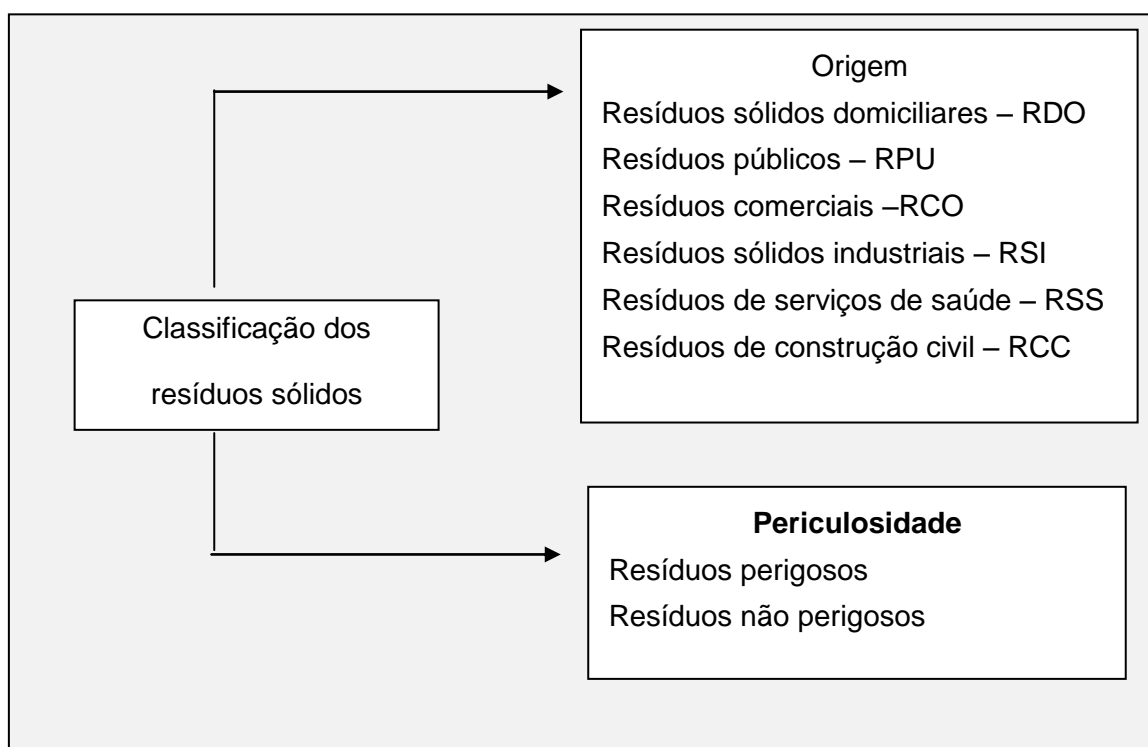 Origem
Resíduos sólidos domiciliares – RDO
Resíduos públicos – RPU
Resíduos comerciais –RCO
Resíduos sólidos industriais – RSI
Resíduos de serviços de saúde – RSS
Resíduos de construção civil – RCC
Classificação dos
resíduos sólidos
Periculosidade
Resíduos perigosos
Resíduos não perigosos